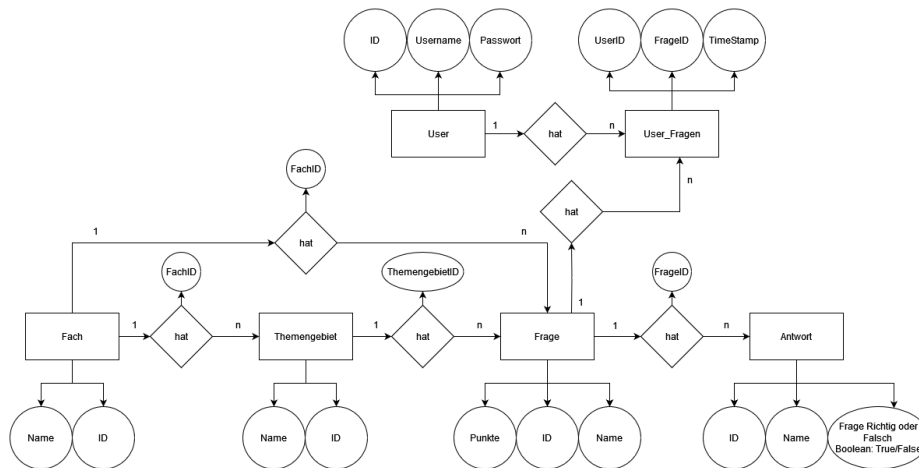 ID
Username
Passwort
UserID
FrageID
TimeStamp
User
1
hat
n
User_Fragen
FachID
hat
n
1
hat
n
FachID
ThemengebietID
FrageID
1
Fach
1
hat
n
Themengebiet
1
hat
n
Frage
1
hat
n
Antwort
Name
ID
Name
ID
Punkte
ID
Name
ID
Name
Frage Richtig oder
Falsch
Boolean: True/False